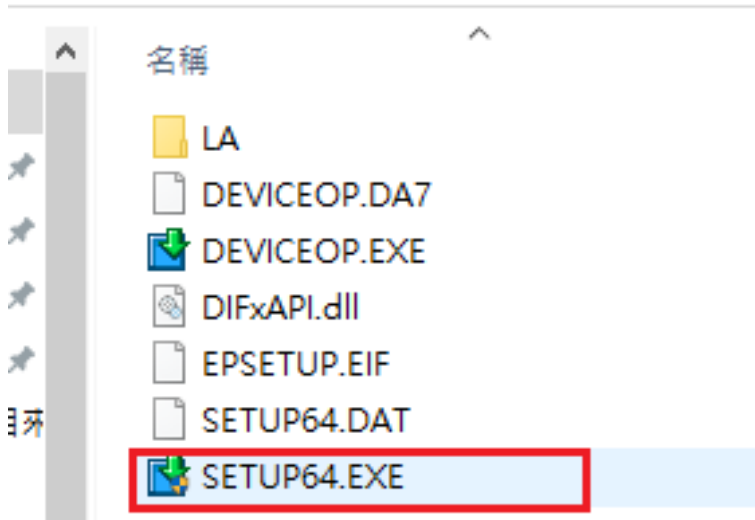 名稱
LA
DEVICEOP.DA7
DEVICEOP.EXE
DIFxAPI.dll
EPSETUP.EIF
SETUP64.DAT
SETUP64.EXE